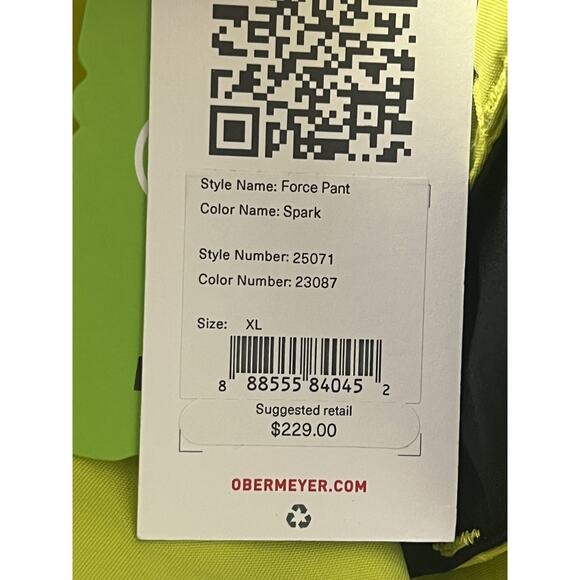 Style Name: Force Pant
Color Name: Spark
Style Number: 25071
Color Number: 23087
Size: XL
8 88555 84045 2
Suggested retail
$229.00
OBERMEYER.COM